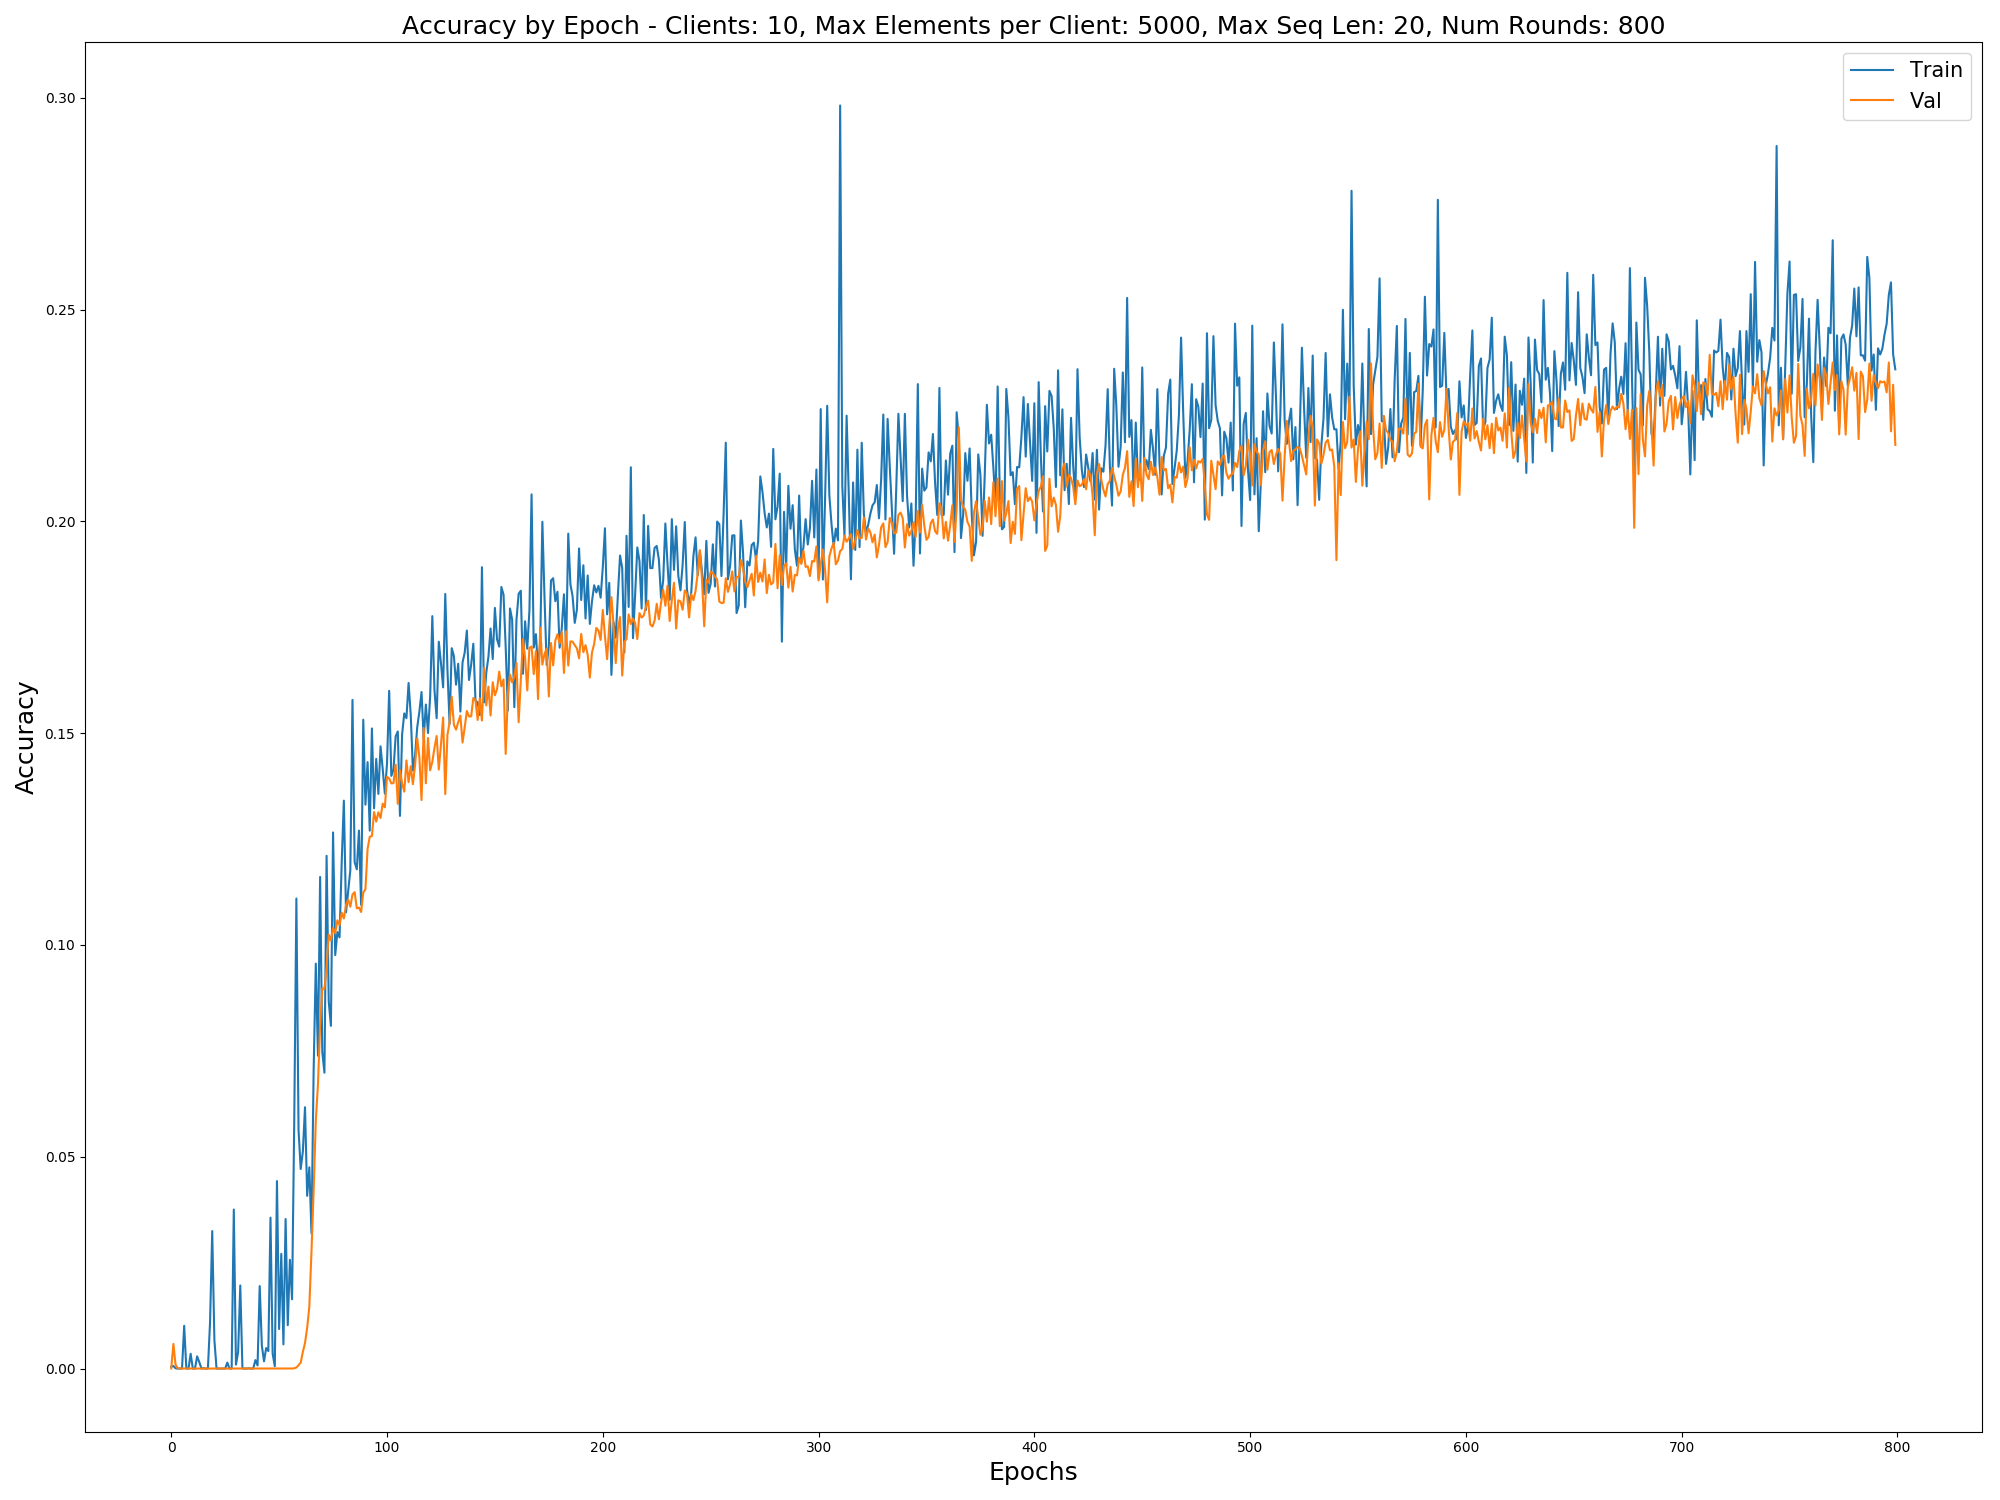 Accuracy by Epoch - Clients: 10, Max Elements per Client: 5000, Max Seq Len: 20, Num Rounds: 800
Train
Val
0.30
0.25
0.20
0.15
0.10
0.05
0.00
Accuracy
0 100 200 300 400 500 600 700 800
Epochs